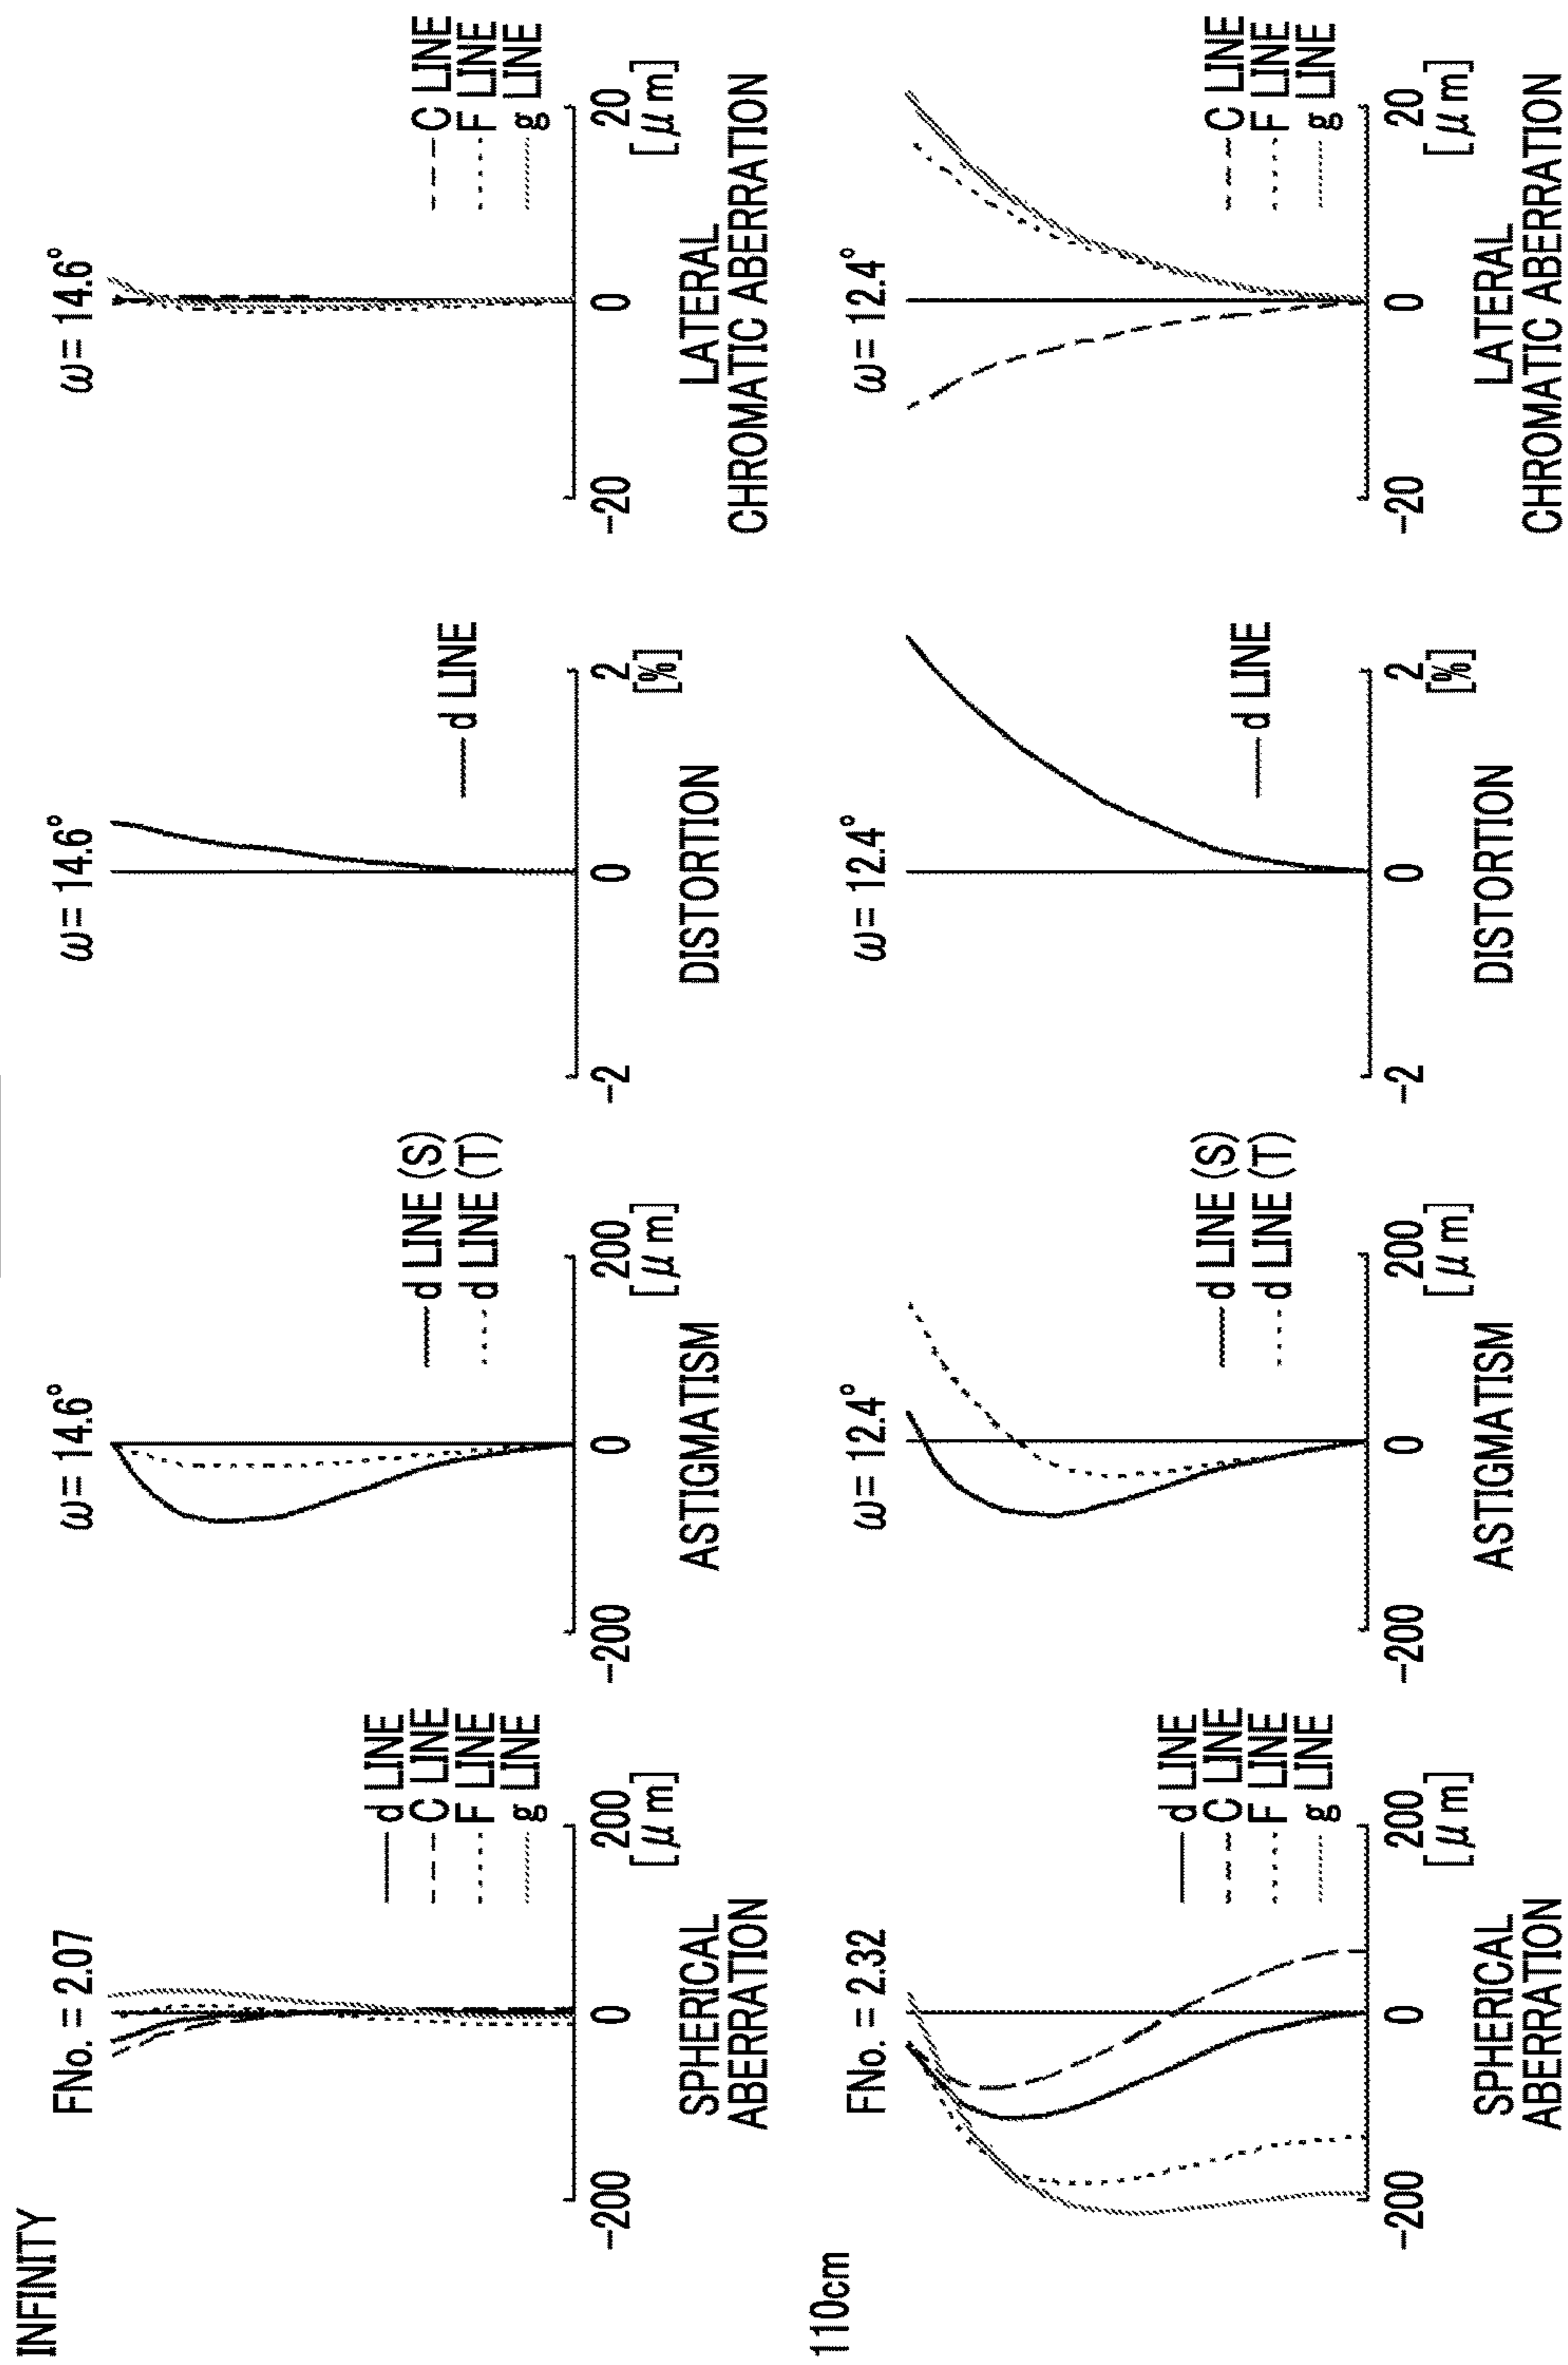 INFINITY
FNo. = 2.07
d LINE
C LINE
F LINE
g LINE
-200
0
200
[μm]
SPHERICAL
ABERRATION
ω= 14.6°
d LINE (S)
d LINE (T)
-200
0
200
[μm]
ASTIGMATISM
ω= 14.6°
d LINE
-2
0
2
[%]
DISTORTION
ω= 14.6°
C LINE
F LINE
g LINE
-20
0
20
[μm]
LATERAL
CHROMATIC ABERRATION
110cm
FNo. = 2.32
d LINE
C LINE
F LINE
g LINE
-200
0
200
[μm]
SPHERICAL
ABERRATION
ω= 12.4°
d LINE (S)
d LINE (T)
-200
0
200
[μm]
ASTIGMATISM
ω= 12.4°
d LINE
-2
0
2
[%]
DISTORTION
ω= 12.4°
C LINE
F LINE
g LINE
-20
0
20
[μm]
LATERAL
CHROMATIC ABERRATION